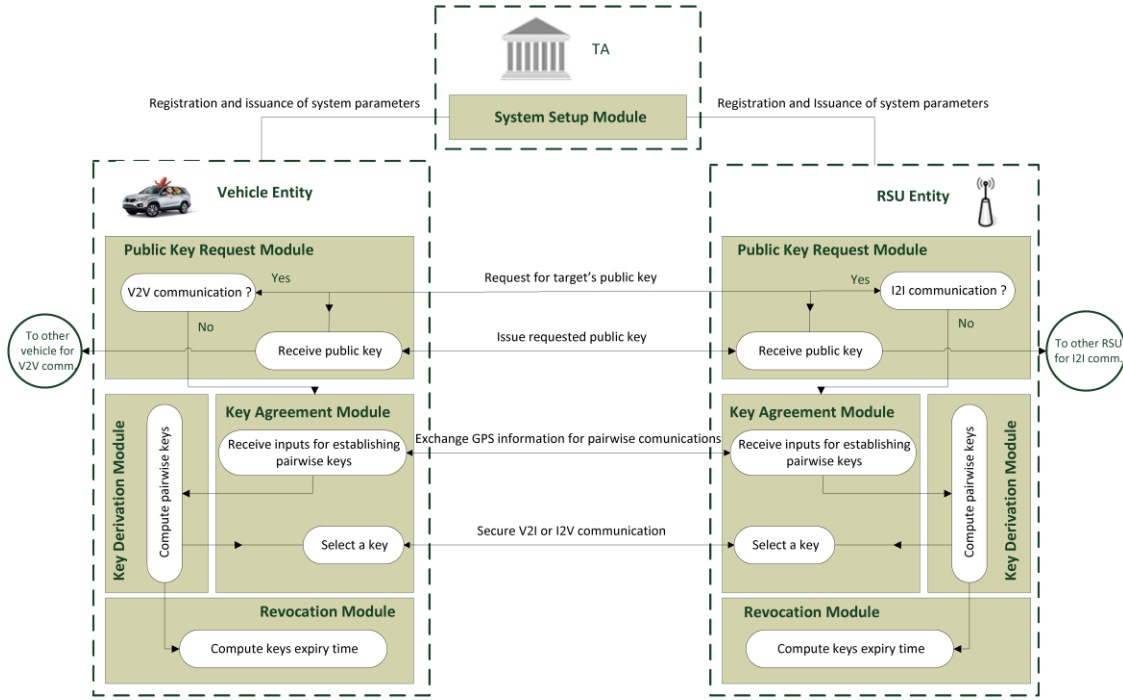 TA
System Setup Module
Registration and issuance of system parameters
Registration and Issuance of system parameters
Vehicle Entity
Public Key Request Module
V2V communication ?
Yes
No
Receive public key
To other
vehicle for
V2V comm.
Key Derivation Module
Compute pairwise keys
Key Agreement Module
Receive inputs for establishing
pairwise keys
Select a key
Revocation Module
Compute keys expiry time
Request for target's public key
Issue requested public key
Exchange GPS information for pairwise comunications
Secure V2I or I2V communication
RSU Entity
Public Key Request Module
Yes
I2I communication ?
No
Receive public key
To other RSU
for I2I comm.
Key Agreement Module
Receive inputs for establishing
pairwise keys
Select a key
Compute pairwise keys
Key Derivation Module
Revocation Module
Compute keys expiry time